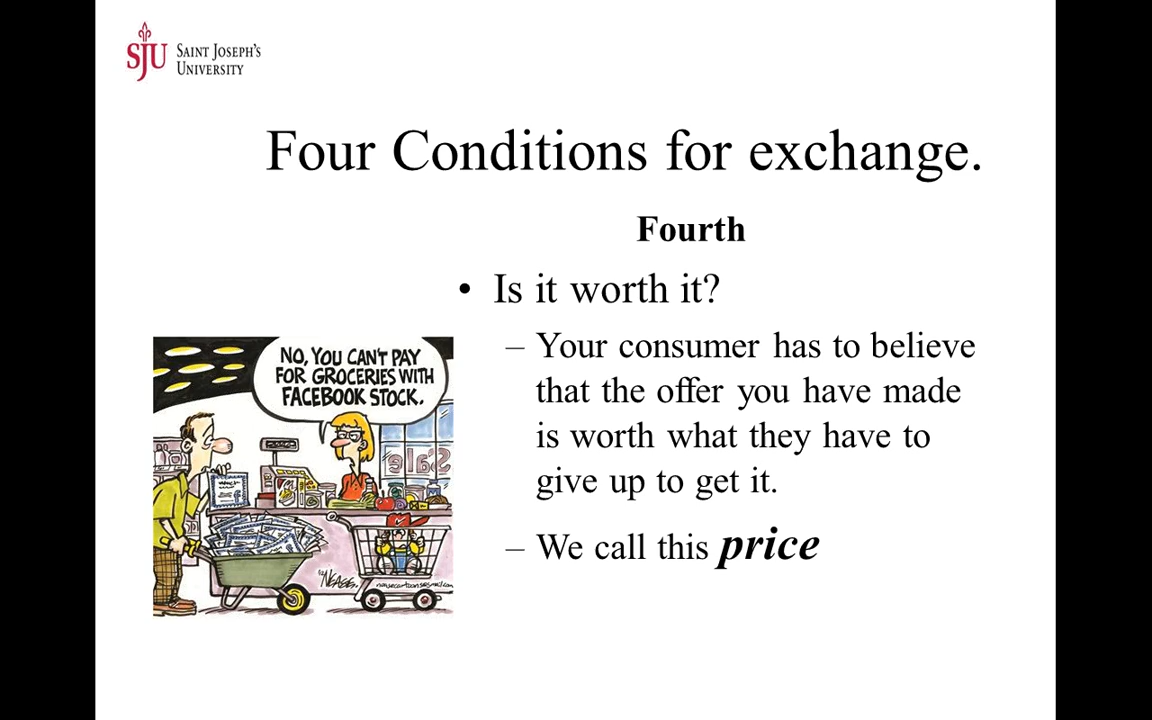 SJU
SAINT JOSEPH'S
UNIVERSITY
Four Conditions for exchange.
Fourth
• Is it worth it?
– Your consumer has to believe
that the offer you have made
is worth what they have to
give up to get it.
– We call this price
NO, YOU CAN'T PAY
FOR GROCERIES WITH
FACEBOOK STOCK.
Sale